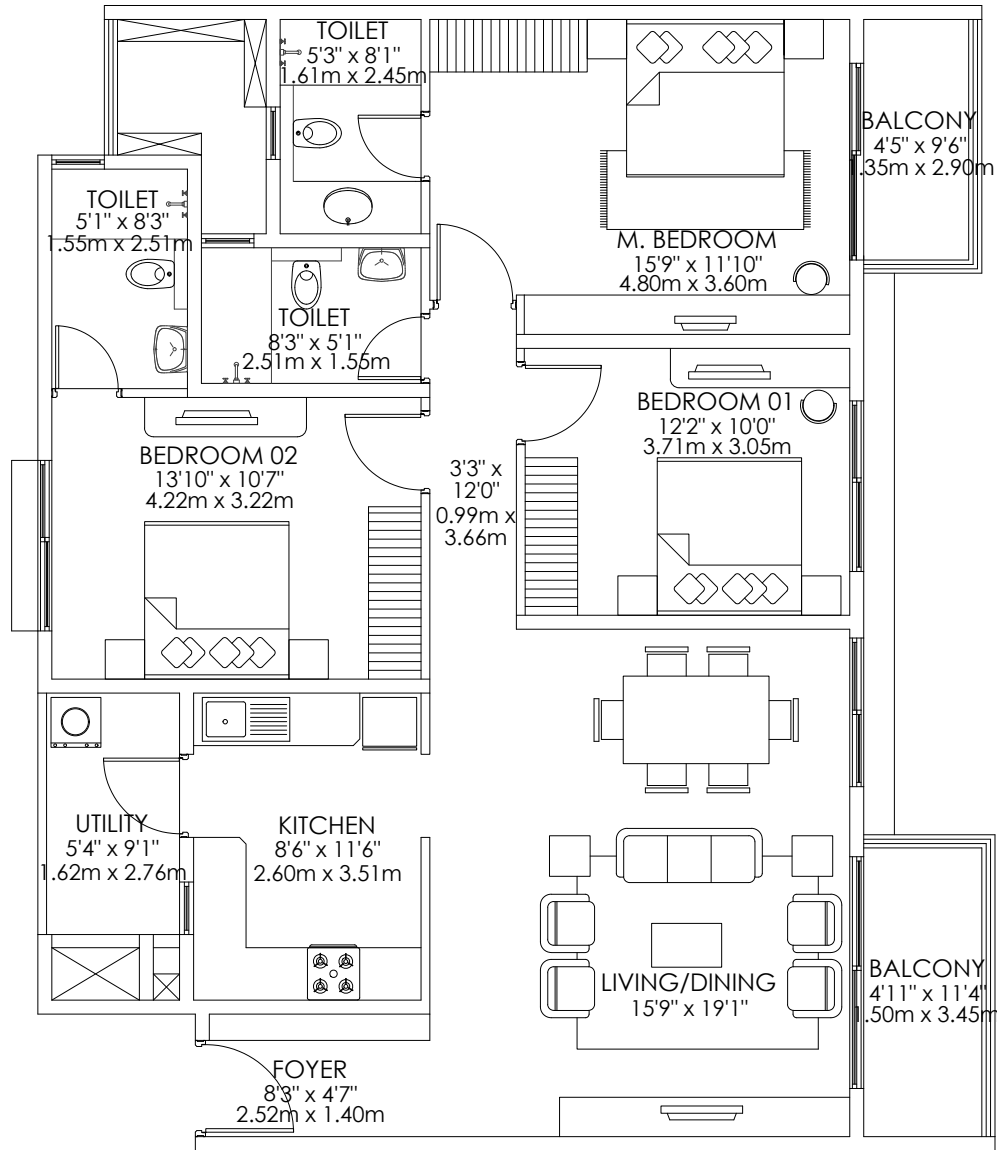 TOILET
5'3" x 8'1"
1.61m x 2.45m
BALCONY
4'5" x 9'6"
1.35m x 2.90m
TOILET
5'1" x 8'3"
1.55m x 2.51m
M. BEDROOM
15'9" x 11'10"
4.80m x 3.60m
TOILET
8'3" x 5'1"
2.51m x 1.55m
BEDROOM 01
12'2" x 10'0"
3.71m x 3.05m
BEDROOM 02
13'10" x 10'7"
4.22m x 3.22m
3'3" x
12'0"
0.99m x
3.66m
UTILITY
5'4" x 9'1"
1.62m x 2.76m
KITCHEN
8'6" x 11'6"
2.60m x 3.51m
LIVING/DINING
15'9" x 19'1"
BALCONY
4'11" x 11'4"
1.50m x 3.45m
FOYER
8'3" x 4'7"
2.52m x 1.40m